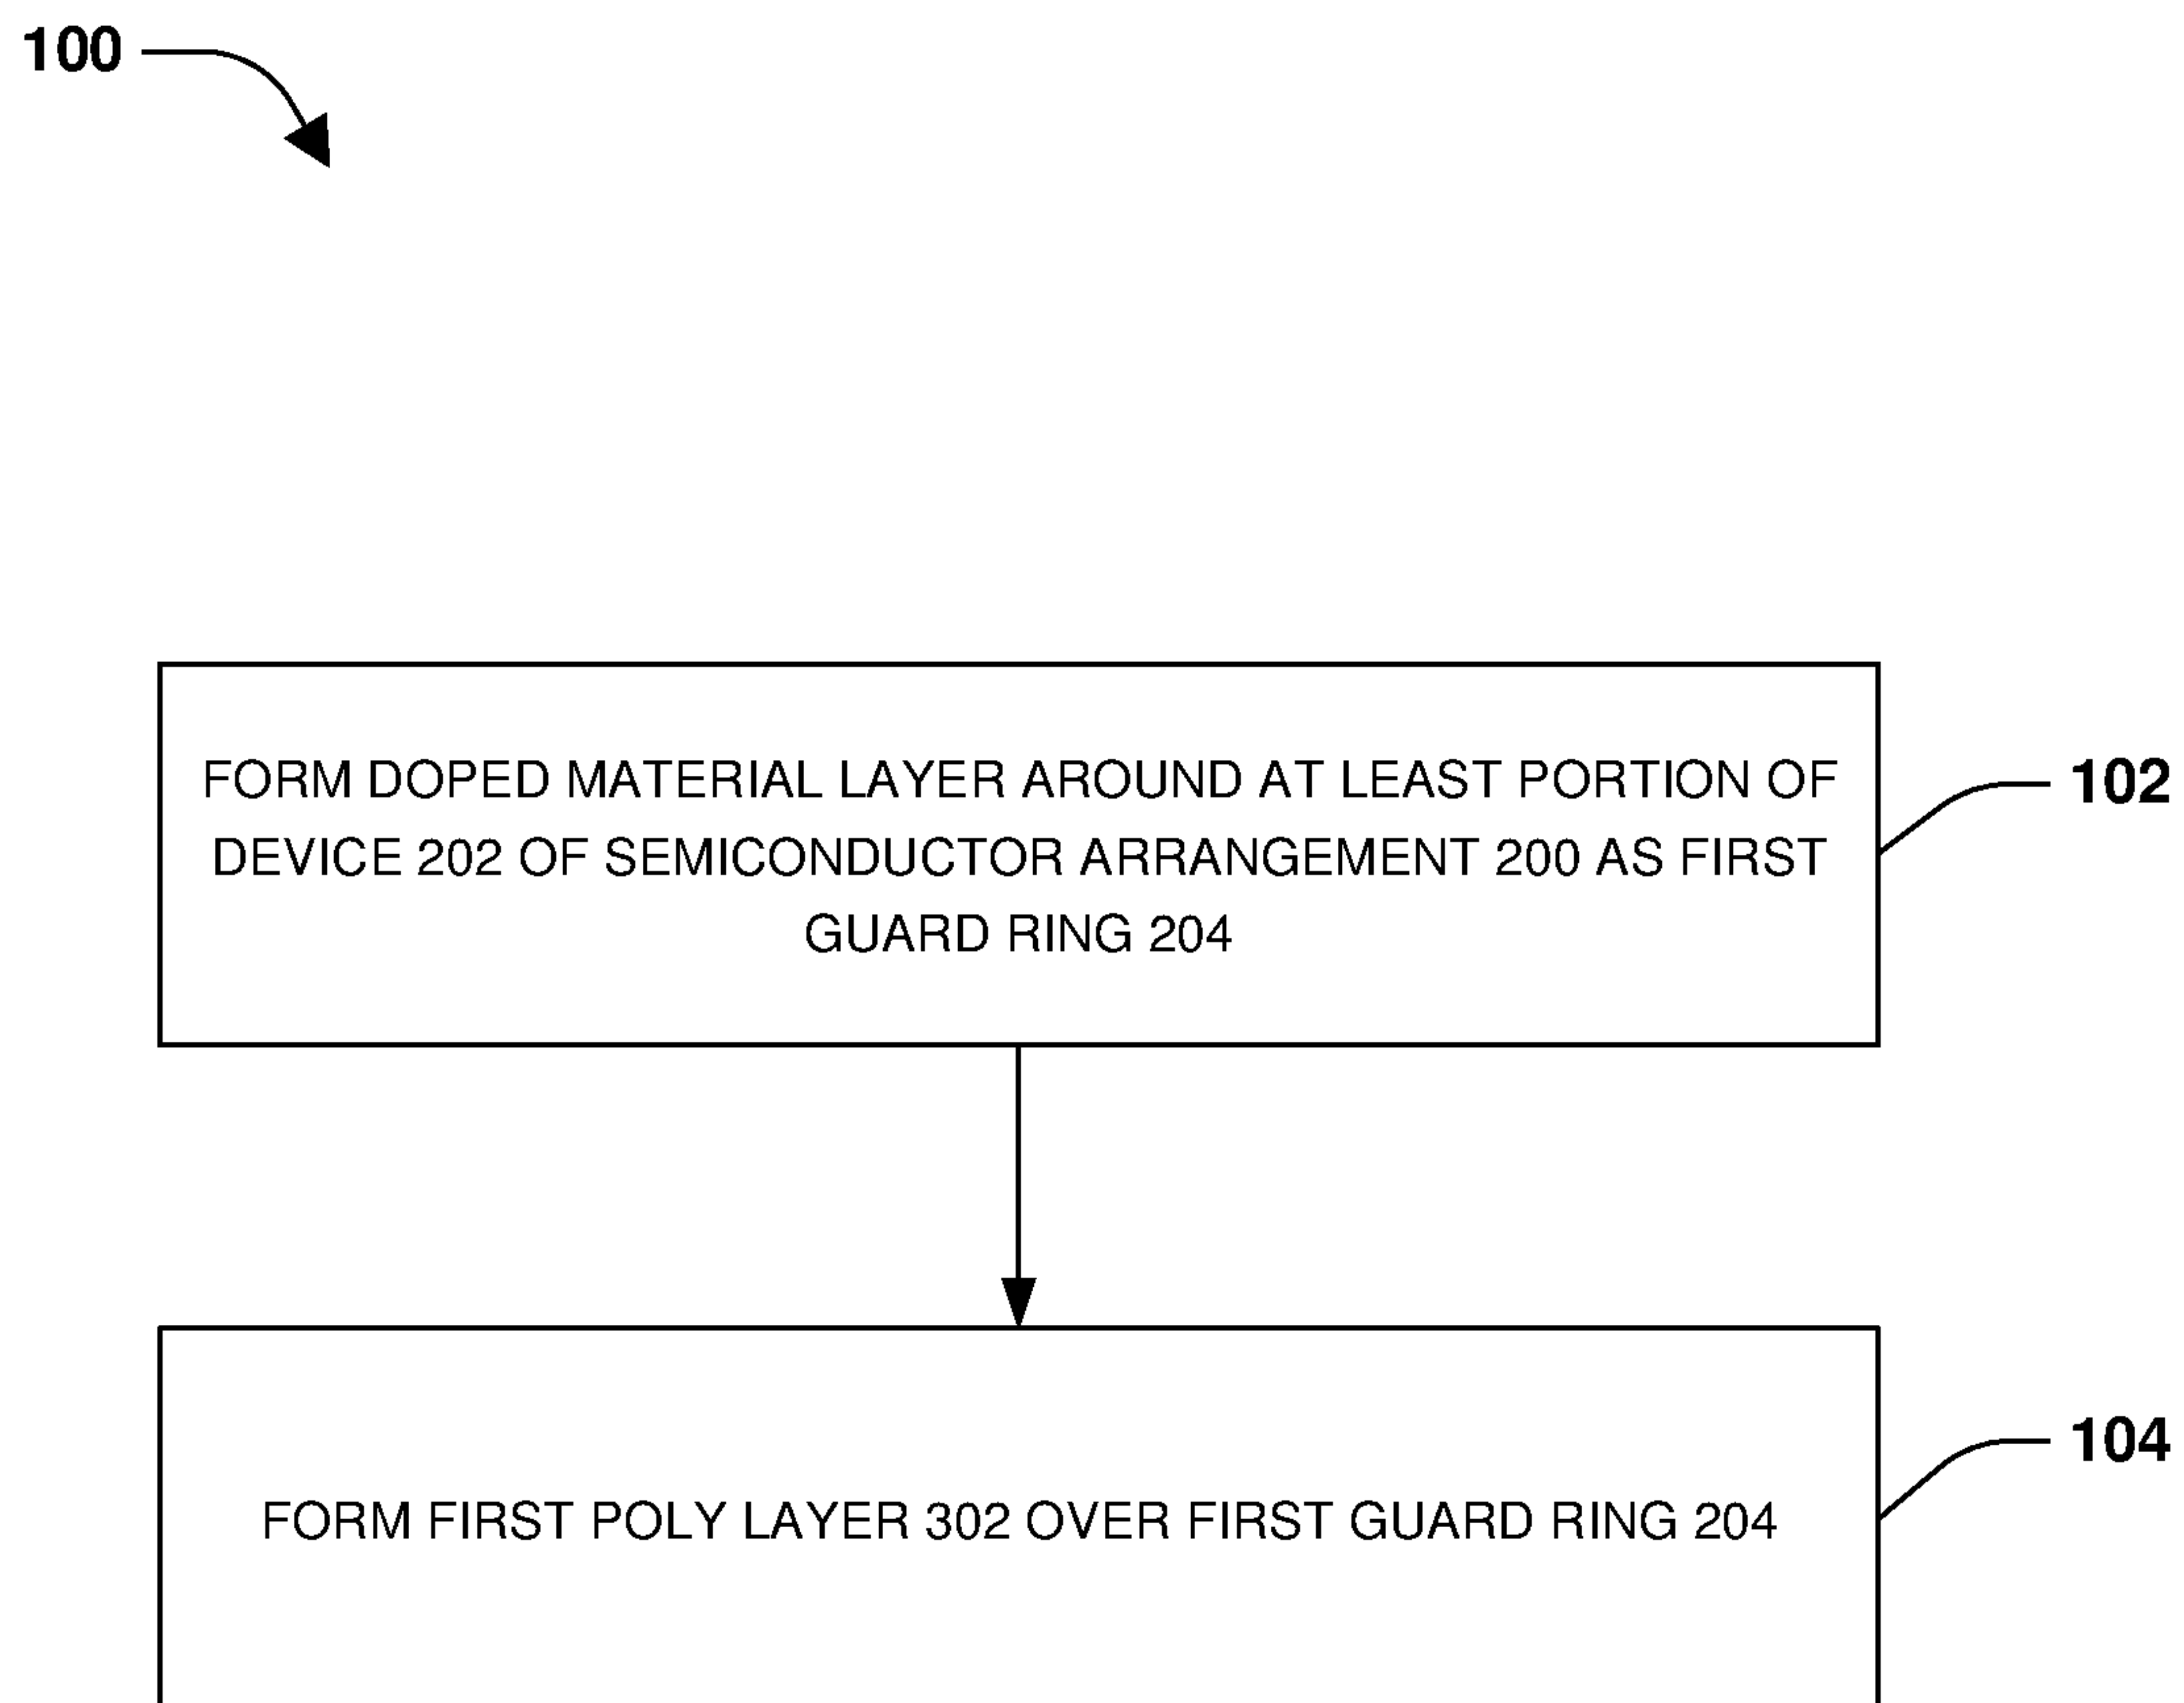 100
FORM DOPED MATERIAL LAYER AROUND AT LEAST PORTION OF
DEVICE 202 OF SEMICONDUCTOR ARRANGEMENT 200 AS FIRST
GUARD RING 204
102
FORM FIRST POLY LAYER 302 OVER FIRST GUARD RING 204
104